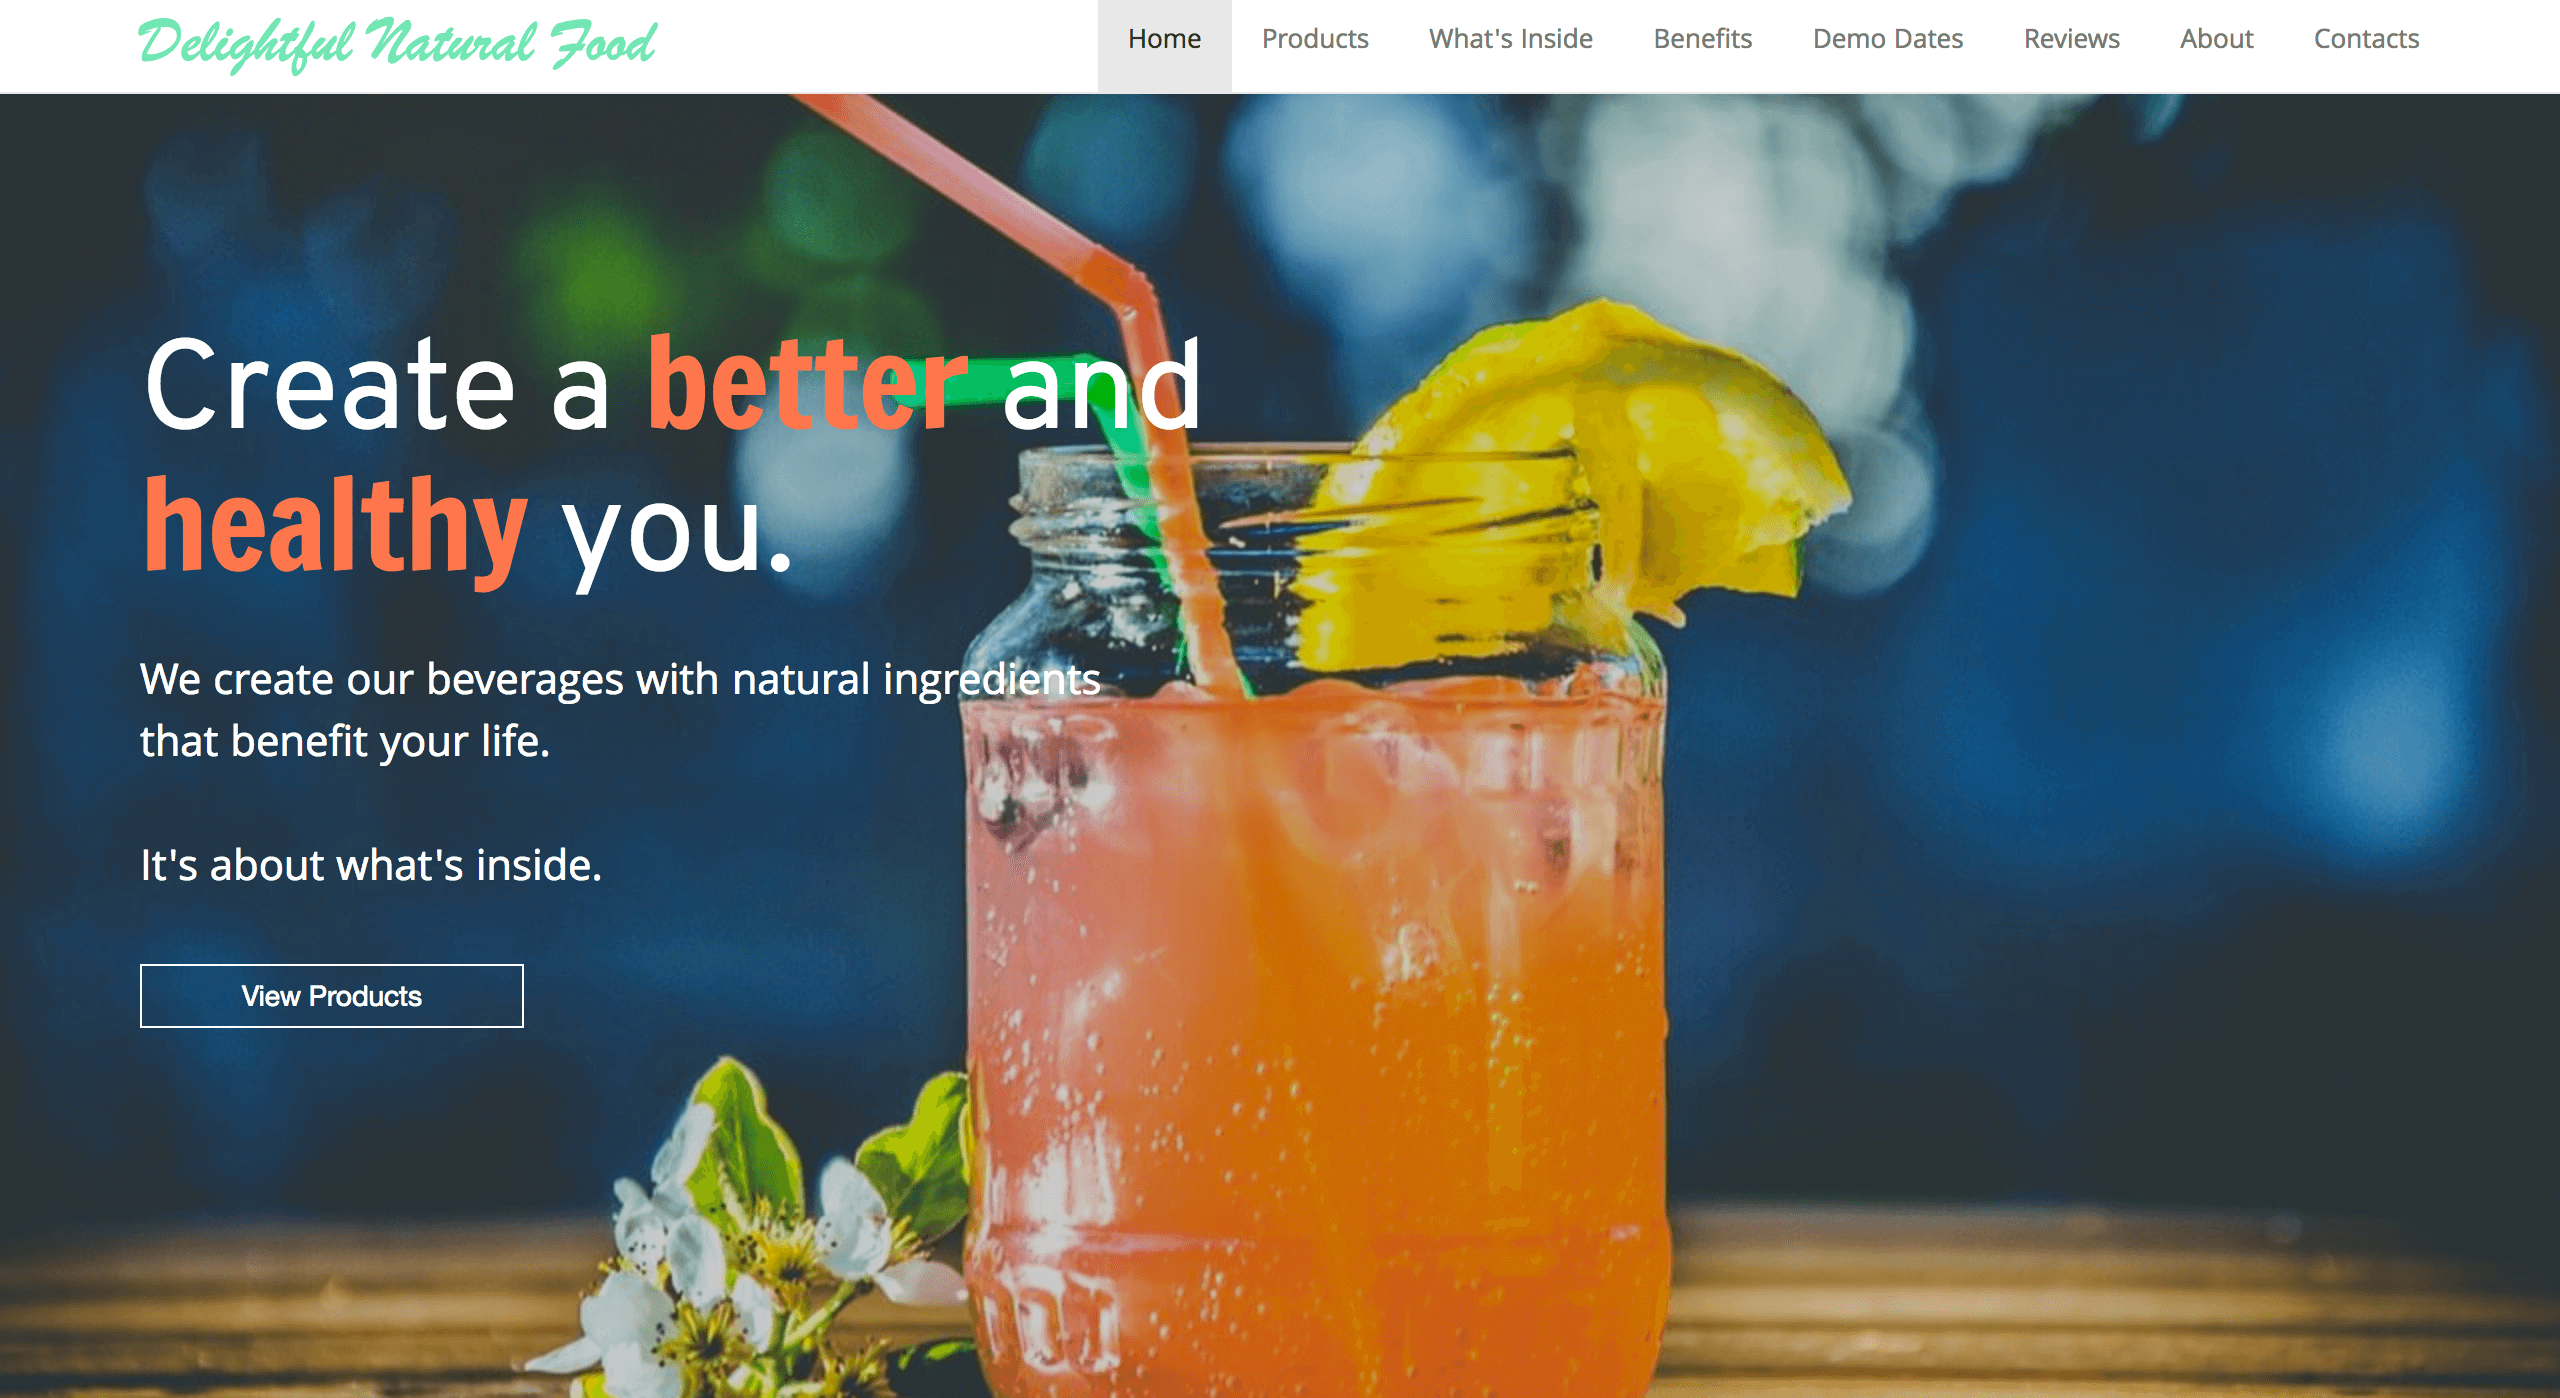 Delightful Natural Food
Home Products What's Inside Benefits Demo Dates Reviews About Contacts
Create a better and
healthy you.
We create our beverages with natural ingredients
that benefit your life.
It's about what's inside.
View Products